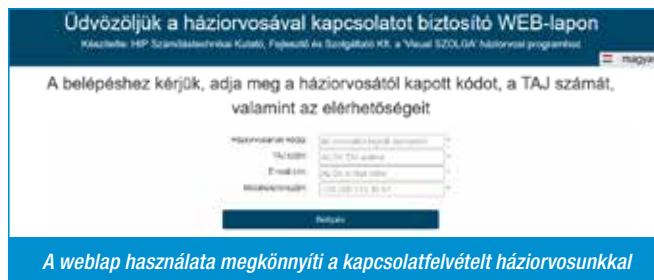 Üdvözöljük a háziorvosával kapcsolatot biztosító WEB-lapon
Készítette: HIP Számítástechnikai Kutató, Fejlesztő és Szolgáltató Kft. a 'Visual SZOLGA' háziorvosi programhoz
magyar
A belépéshez kérjük, adja meg a háziorvosától kapott kódot, a TAJ számát,
valamint az elérhetőségeit
Háziorvosának kódja
TAJ szám
E-mail cím
Belépés
A weblap használata megkönnyíti a kapcsolatfelvételt háziorvosunkkal